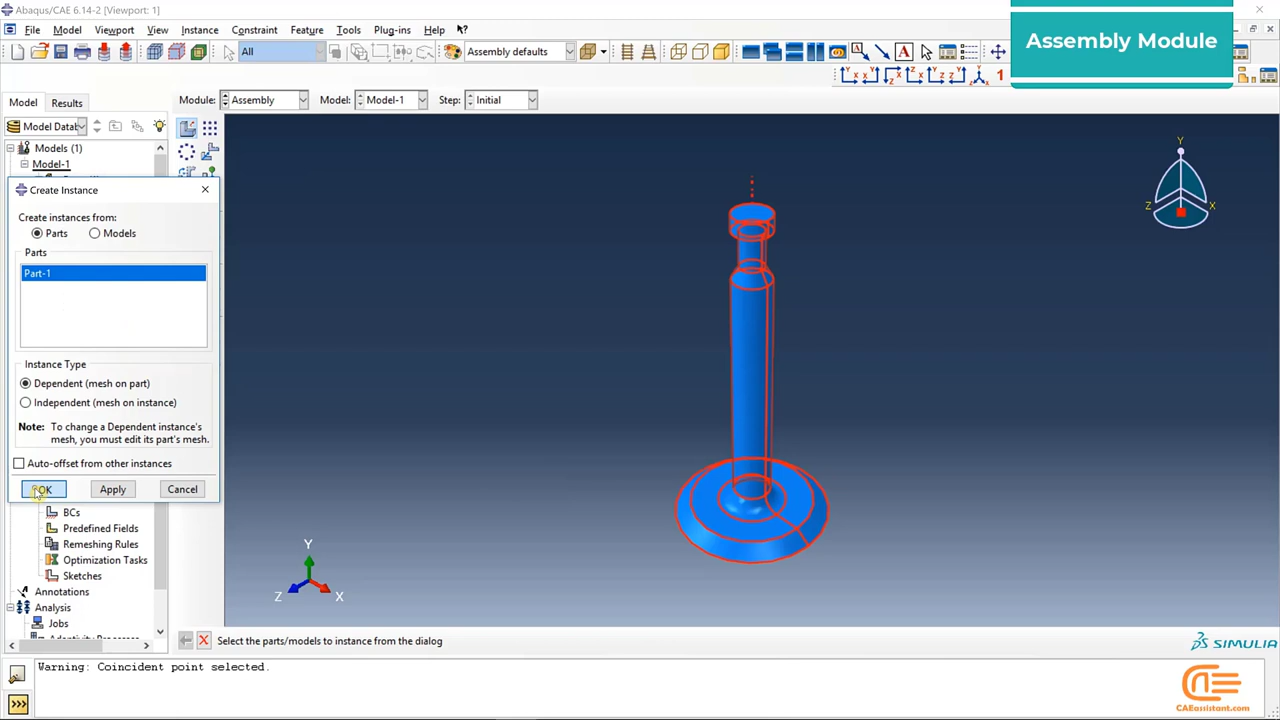 Abaqus/CAE 6.14-2 [Viewport: 1]
Assembly Module
File Model Viewport View Instance Constraint Feature Tools Plug-ins Help
All
Assembly defaults
A
1
Model Results
Module: Assembly Model: Model-1 Step: Initial
Model Datab
Models (1)
Model-1
Create Instance
Create instances from:
Parts Models
Parts
Part-1
Instance Type
Dependent (mesh on part)
Independent (mesh on instance)
Note: To change a Dependent instance's
mesh, you must edit its part's mesh.
Auto-offset from other instances
OK Apply Cancel
BCs
Predefined Fields
Remeshing Rules
Optimization Tasks
Sketches
Annotations
Analysis
Jobs
Y
Z X
Y
Z X
Select the parts/models to instance from the dialog
SIMULIA
Warning: Coincident point selected.
CAEassistant.com